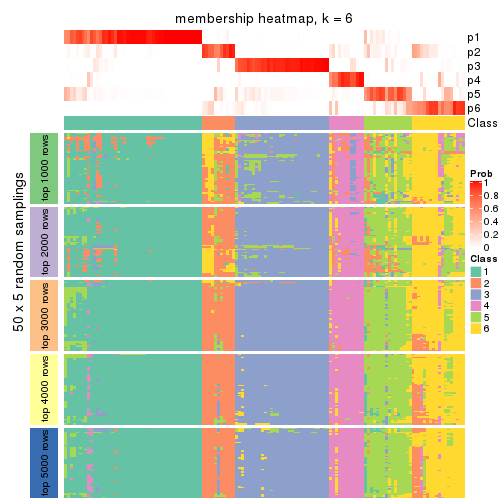 membership heatmap, k = 6
p1
p2
p3
p4
p5
p6
Class
50 x 5 random samplings
top 1000 rows
top 2000 rows
top 3000 rows
top 4000 rows
top 5000 rows
Prob
1
0.8
0.6
0.4
0.2
0
Class
1
2
3
4
5
6